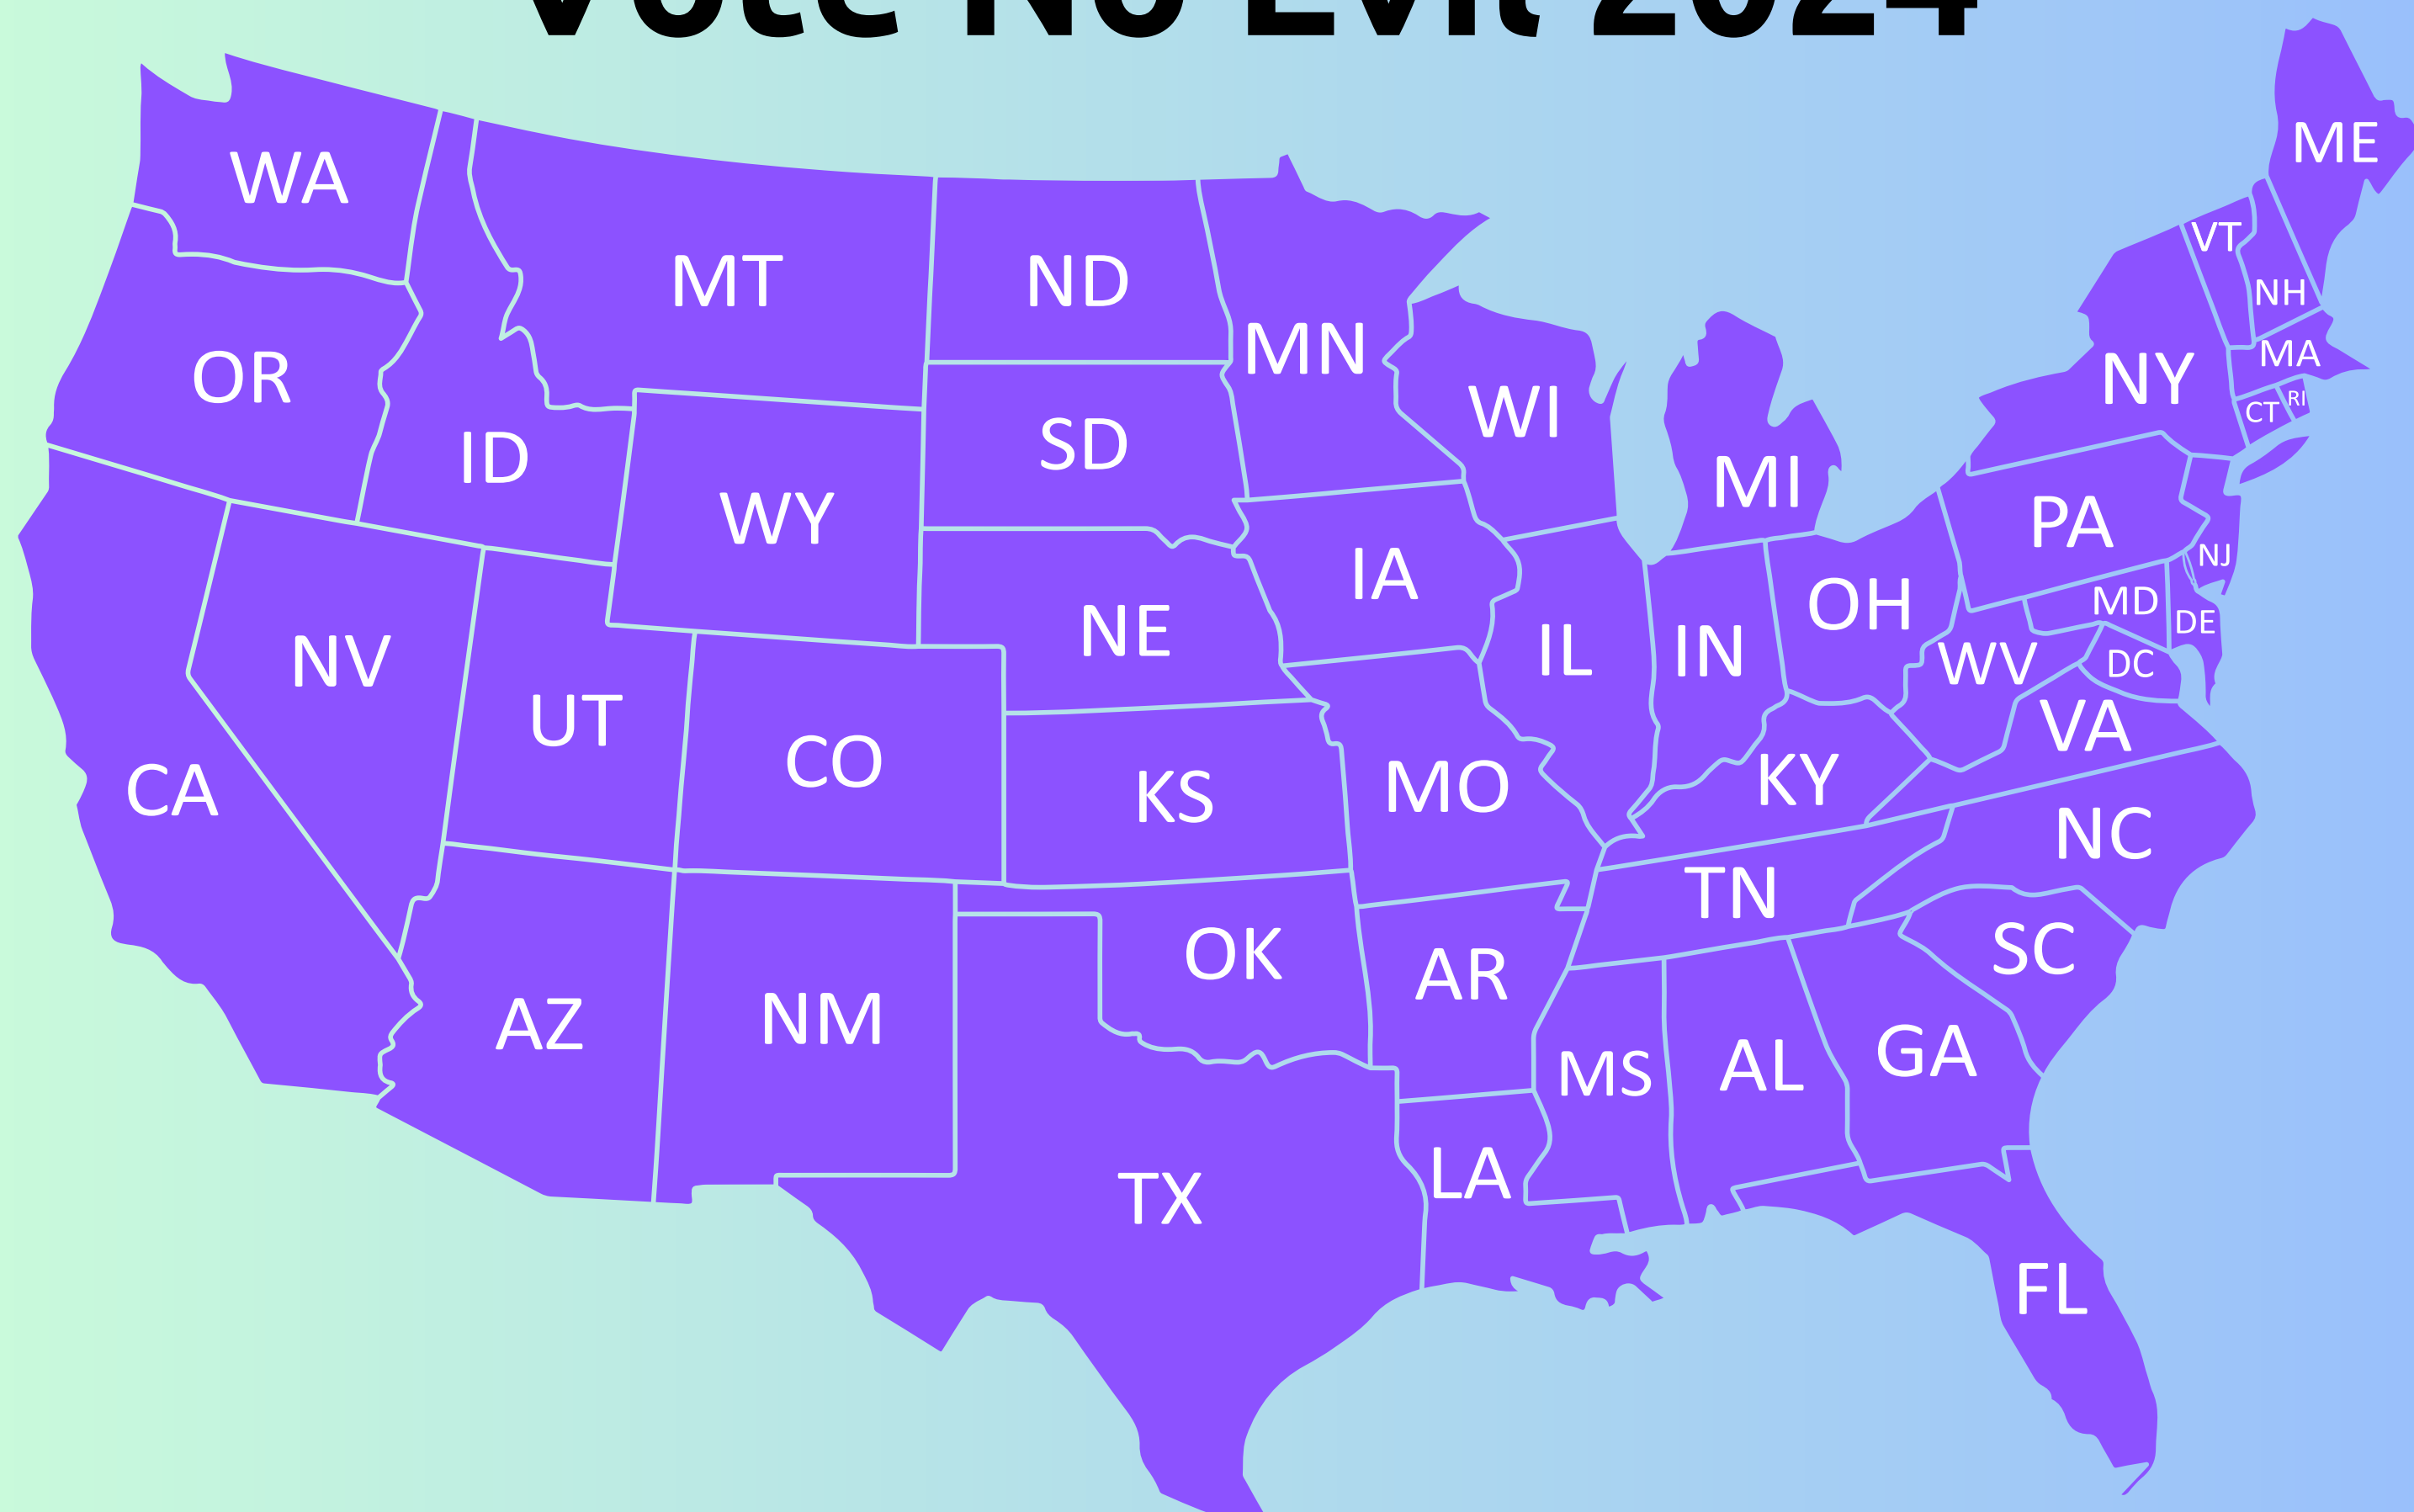 Vote No Evil 2024
ME
WA
VT
MT
ND
NH
MN
MA
OR
NY
RI
WI
CT
SD
ID
MI
WY
PA
NJ
IA
MD
OH
DE
NE
IL
IN
NV
WV
DC
UT
VA
CO
KY
MO
CA
KS
NC
TN
SC
OK
AR
AZ
NM
GA
MS
AL
LA
TX
FL